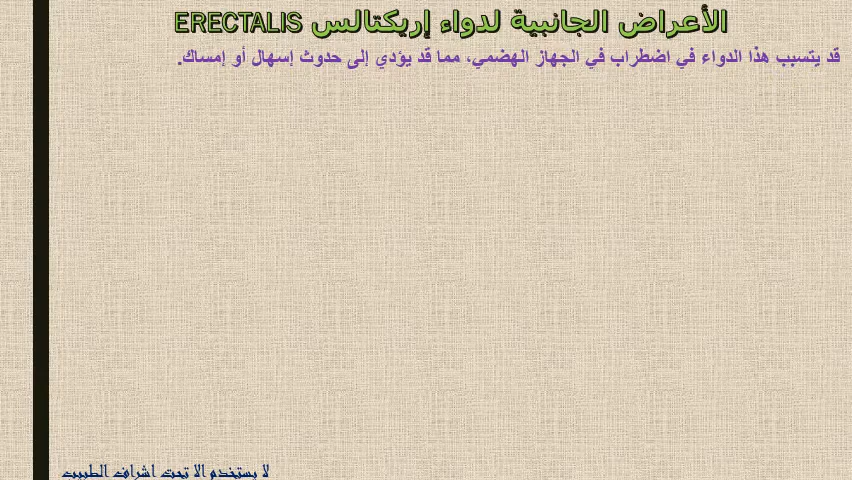 الأعراض الجانبية لدواء إريكتالس ERECTALIS
قد يتسبب هذا الدواء في اضطراب في الجهاز الهضمي، مما قد يؤدي إلى حدوث إسهال أو إمساك.
لا يستخدم الا تحت اشراف الطبيب